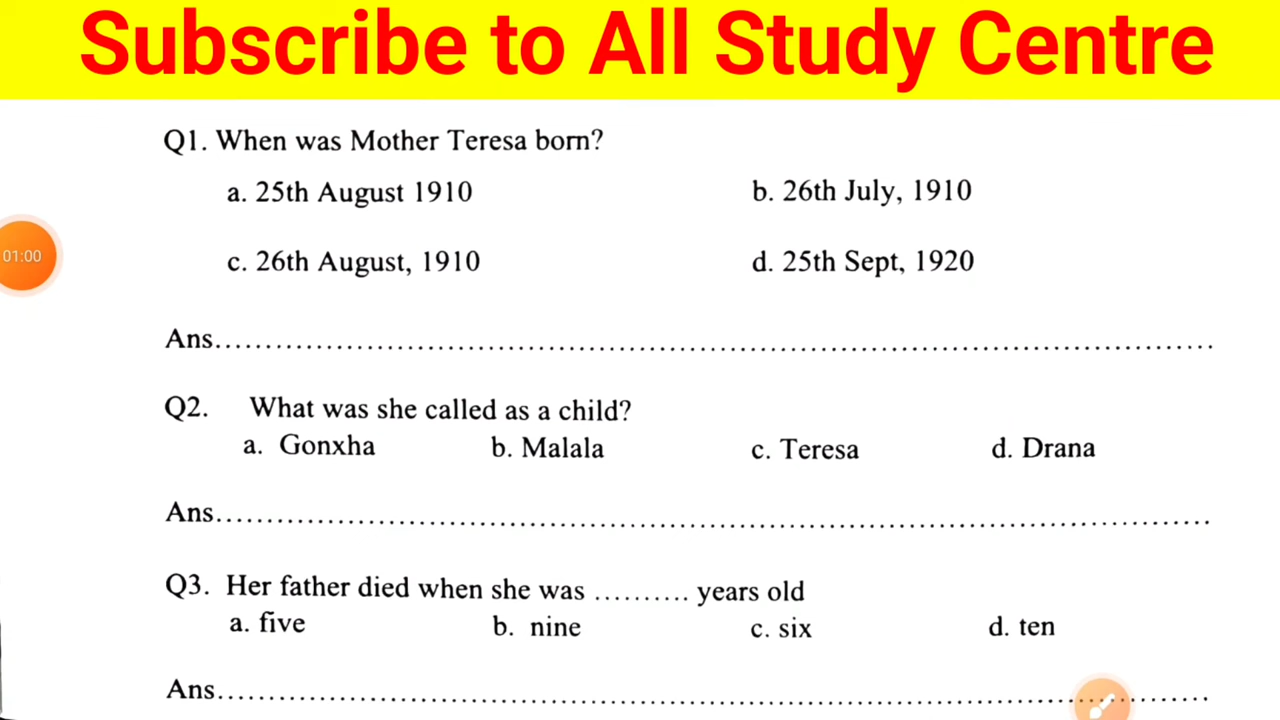 Subscribe to All Study Centre
Q1. When was Mother Teresa born?
a. 25th August 1910 b. 26th July, 1910
01:00
c. 26th August, 1910 d. 25th Sept, 1920
Ans..........................................................................................
Q2. What was she called as a child?
a. Gonxha b. Malala c. Teresa d. Drana
Ans..........................................................................................
Q3. Her father died when she was .......... years old
a. five b. nine c. six d. ten
Ans..........................................................................................